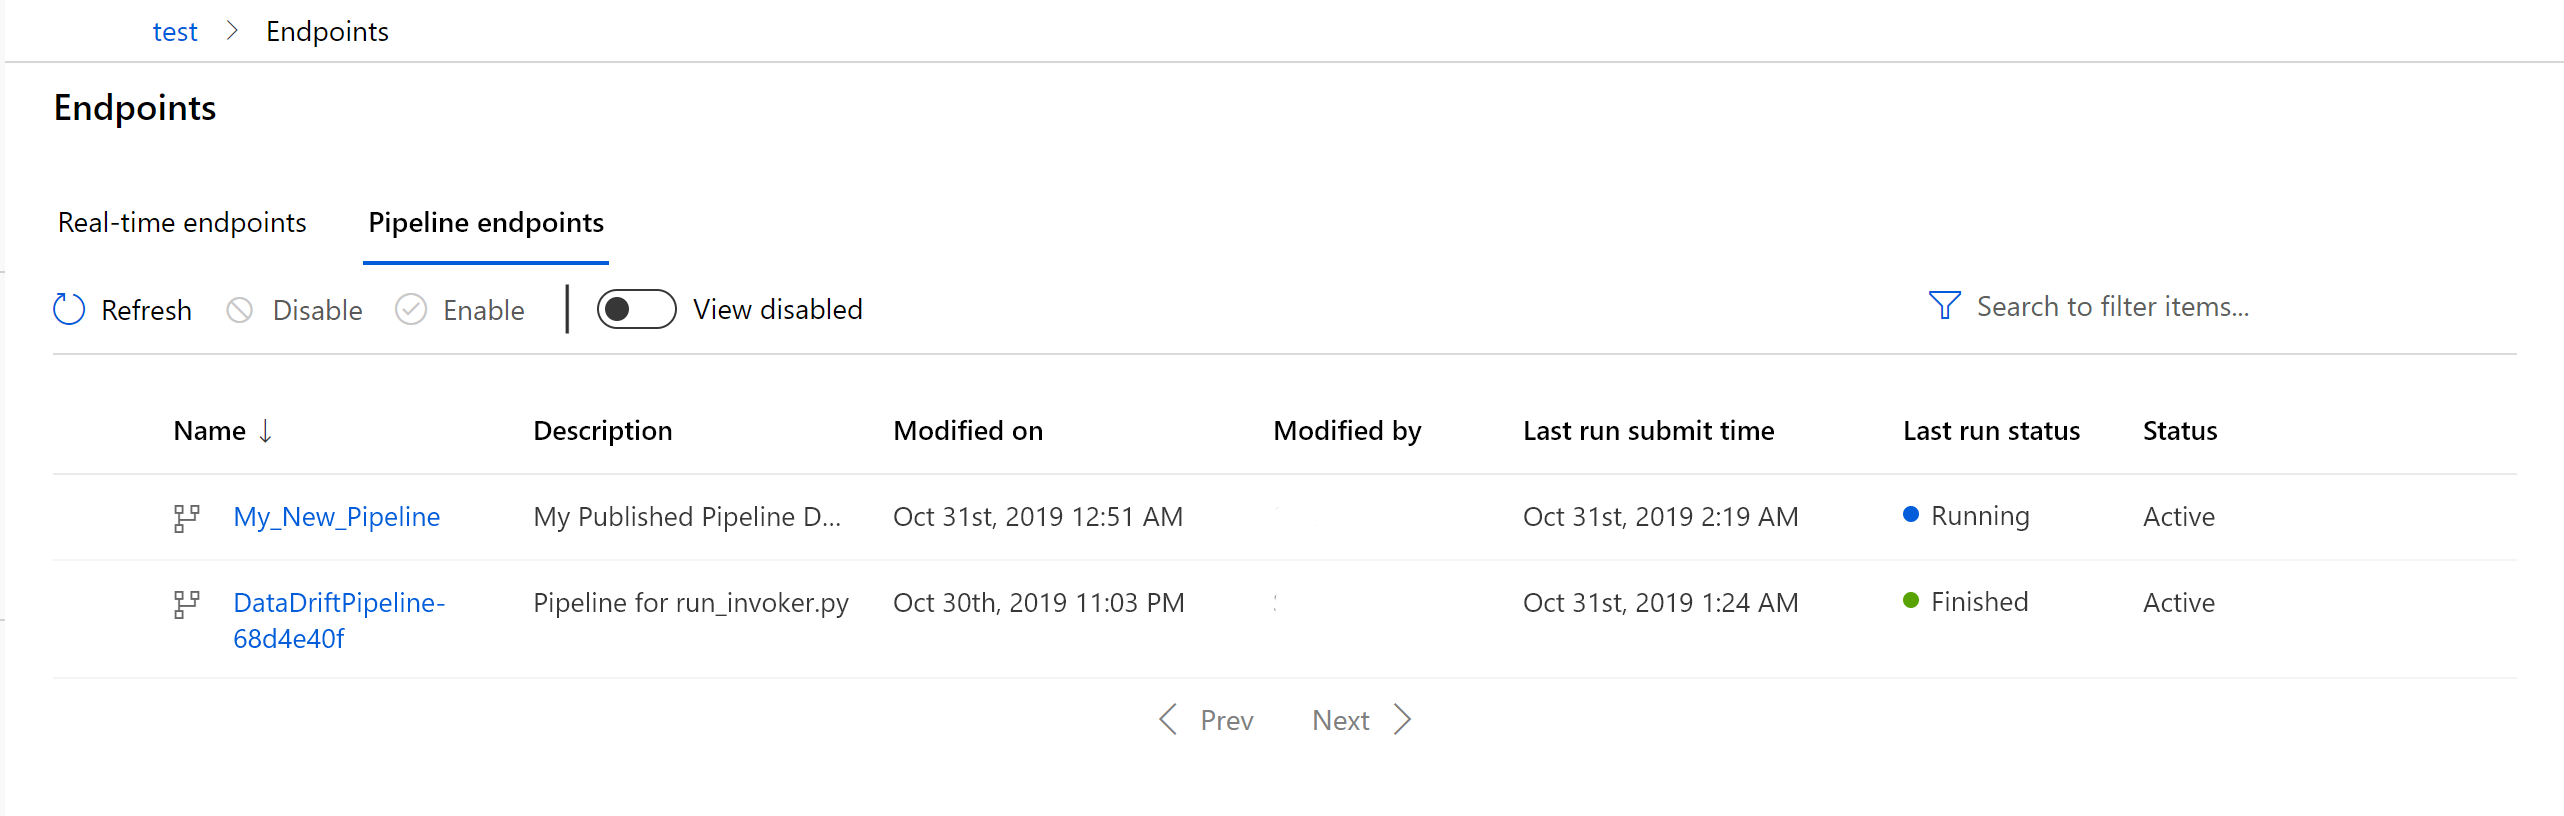 test > Endpoints
Endpoints
Real-time endpoints Pipeline endpoints
Refresh Disable Enable View disabled Search to filter items...
Name ↓ Description Modified on Modified by Last run submit time Last run status Status
My_New_Pipeline My Published Pipeline D... Oct 31st, 2019 12:51 AM Oct 31st, 2019 2:19 AM Running Active
DataDriftPipeline- Pipeline for run_invoker.py Oct 30th, 2019 11:03 PM Oct 31st, 2019 1:24 AM Finished Active
68d4e40f
Prev Next